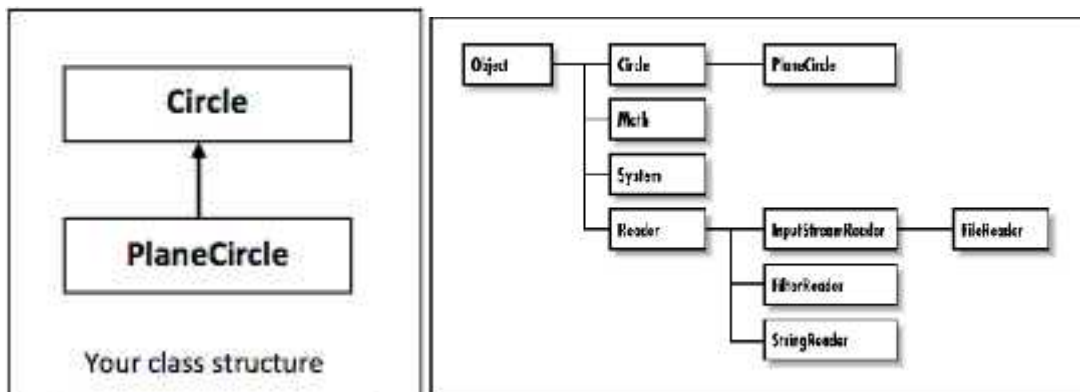 Circle
PlaneCircle
Your class structure
Object
Circle
PlaneCircle
Math
System
Reader
InputStreamReader
FileReader
FilterReader
StringReader